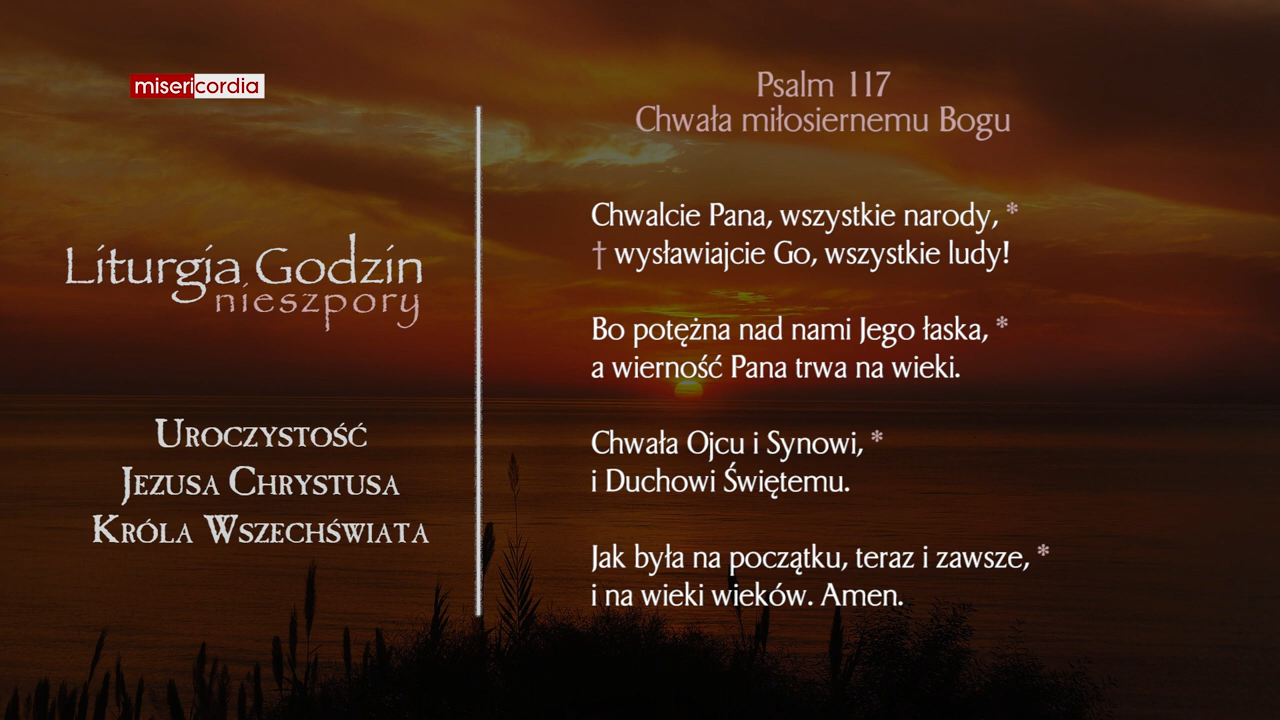 misericordia
Liturgia Godzin
nieszpory
Uroczystość
Jezusa Chrystusa
Króla Wszechświata
Psalm 117
Chwała miłosiernemu Bogu
Chwalcie Pana, wszystkie narody, *
† wysławiajcie Go, wszystkie ludy!
Bo potężna nad nami Jego łaska, *
a wierność Pana trwa na wieki.
Chwała Ojcu i Synowi, *
i Duchowi Świętemu.
Jak była na początku, teraz i zawsze, *
i na wieki wieków. Amen.